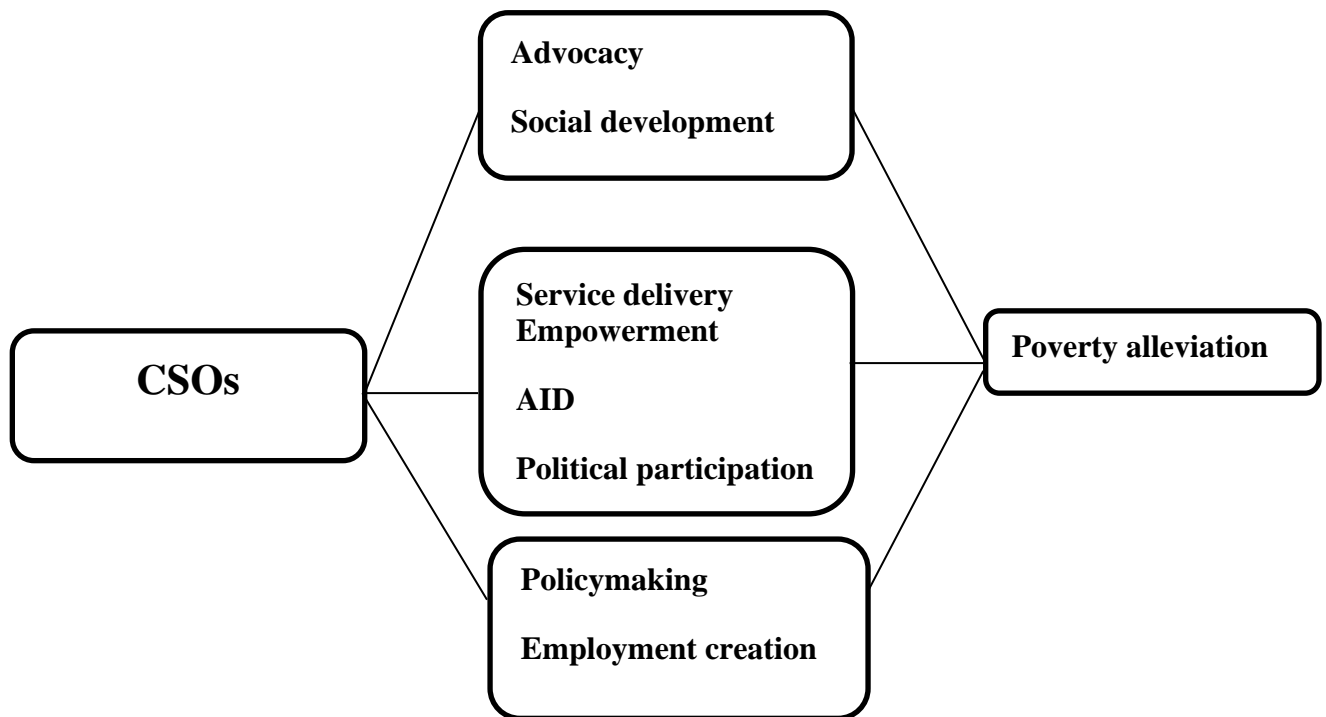 Advocacy
Social development
Service delivery
Empowerment
AID
Political participation
CSOs
Poverty alleviation
Policymaking
Employment creation